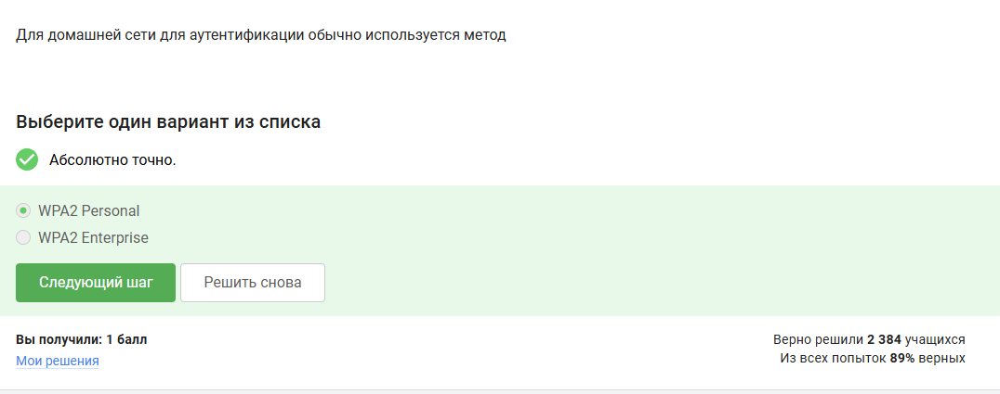 Для домашней сети для аутентификации обычно используется метод
Выберите один вариант из списка
Абсолютно точно.
WPA2 Personal
WPA2 Enterprise
Следующий шаг
Решить снова
Вы получили: 1 балл
Мои решения
Верно решили 2 384 учащихся
Из всех попыток 89% верных